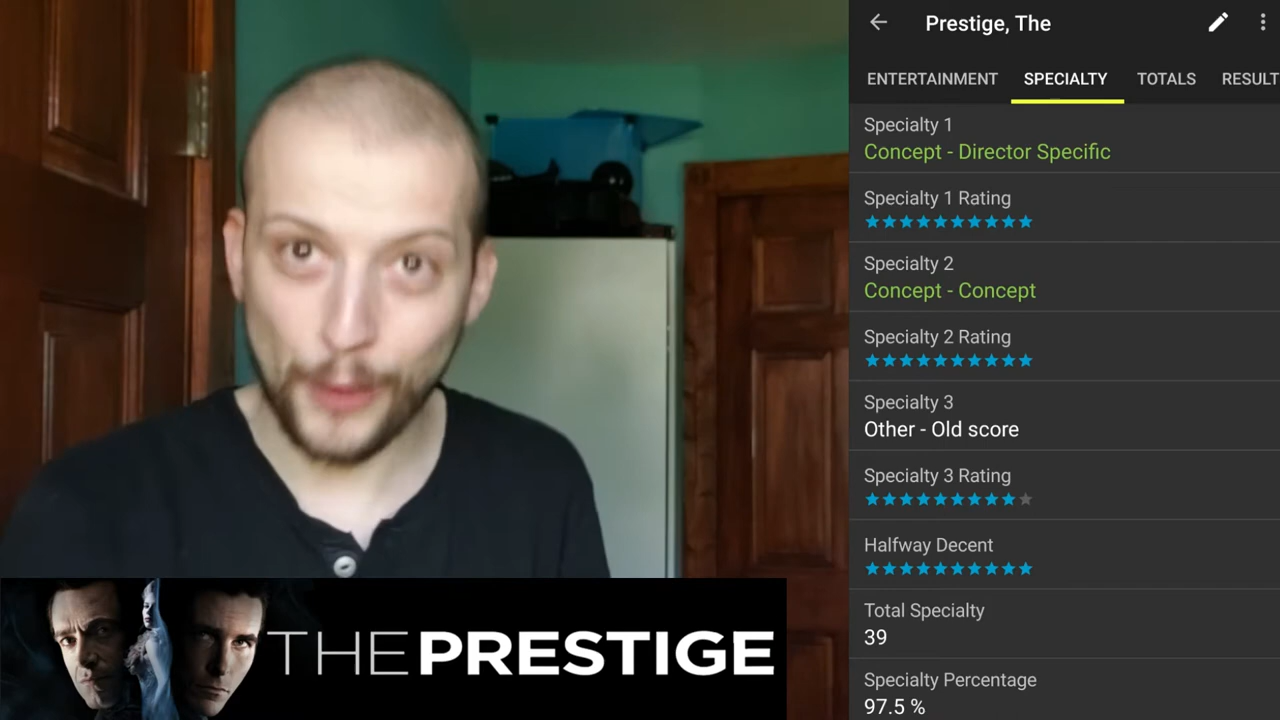 Prestige, The
ENTERTAINMENT SPECIALTY TOTALS RESULT
Specialty 1
Concept - Director Specific
Specialty 1 Rating
Specialty 2
Concept - Concept
Specialty 2 Rating
Specialty 3
Other - Old score
Specialty 3 Rating
Halfway Decent
Total Specialty
39
Specialty Percentage
97.5 %
THE PRESTIGE